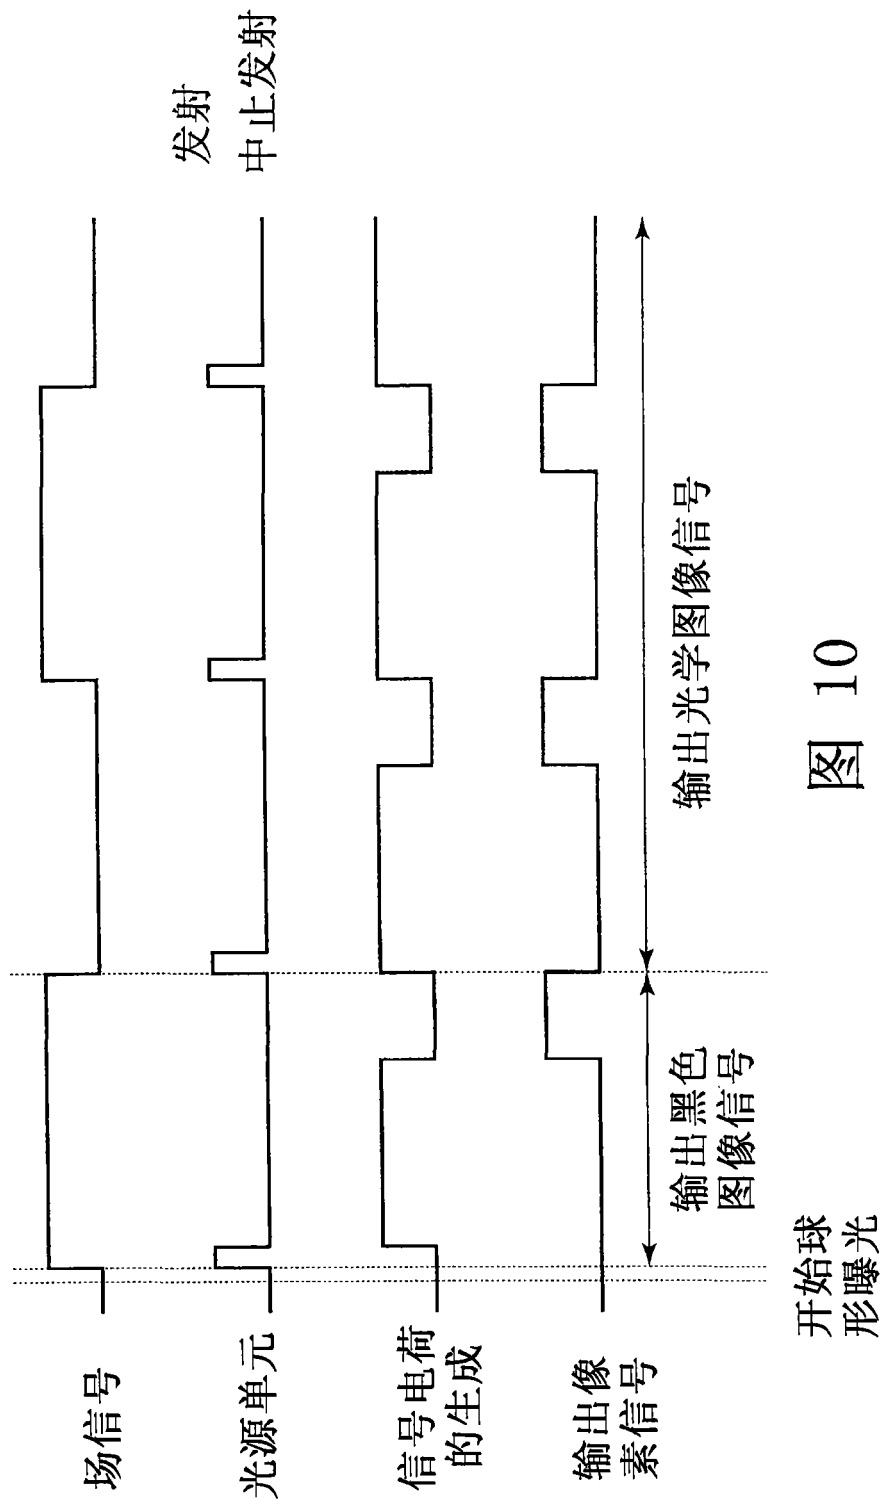 场信号
发射
中止发射
光源单元
信号电荷
的生成
输出像
素信号
输出黑色
图像信号
输出光学图像信号
开始球
形曝光
图 10